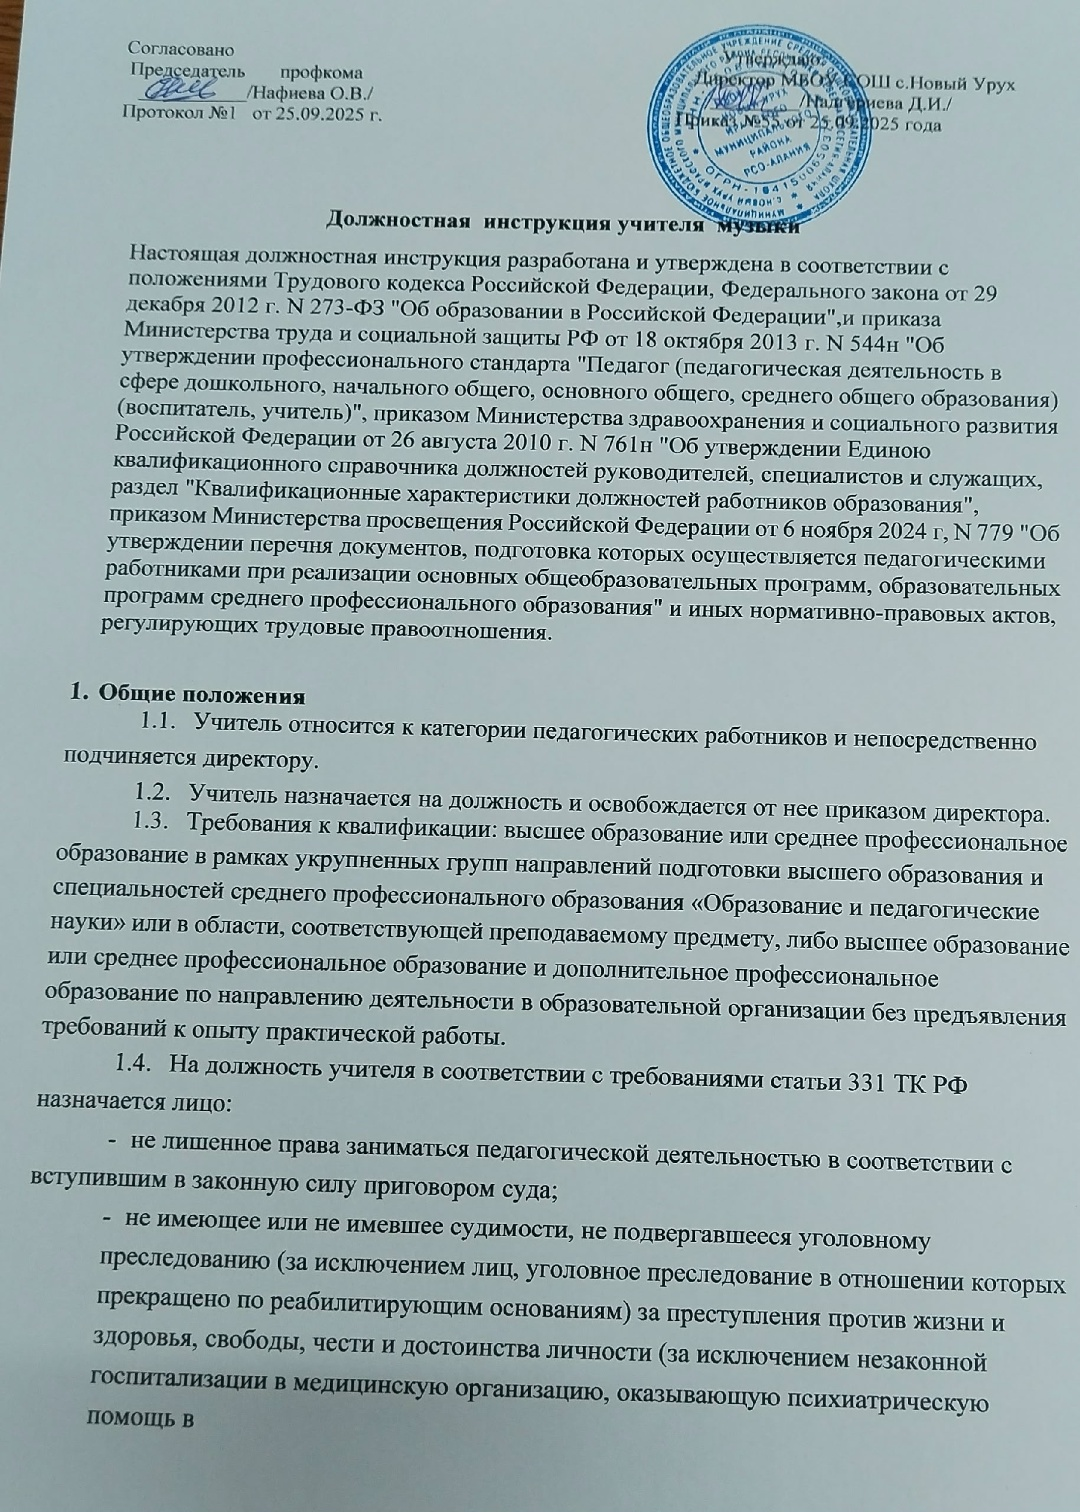 Согласовано
Председатель профкома
/Нафиева О.В./
Протокол №1 от 25.09.2025 г.
Утверждаю
Директор МБОУ СОШ с.Новый Урух
/Надгериева Д.И./
Приказ №55 от 25.09.2025 года
МУНИЦИПАЛЬНОГО
РАЙОНА
РСО-АЛАНИЯ
Должностная инструкция учителя музыки
Настоящая должностная инструкция разработана и утверждена в соответствии с
положениями Трудового кодекса Российской Федерации, Федерального закона от 29
декабря 2012 г. N 273-ФЗ "Об образовании в Российской Федерации",и приказа
Министерства труда и социальной защиты РФ от 18 октября 2013 г. N 544н "Об
утверждении профессионального стандарта "Педагог (педагогическая деятельность в
сфере дошкольного, начального общего, основного общего, среднего общего образования)
(воспитатель, учитель)", приказом Министерства здравоохранения и социального развития
Российской Федерации от 26 августа 2010 г. N 761н "Об утверждении Единою
квалификационного справочника должностей руководителей, специалистов и служащих,
раздел "Квалификационные характеристики должностей работников образования",
приказом Министерства просвещения Российской Федерации от 6 ноября 2024 г, N 779 "Об
утверждении перечня документов, подготовка которых осуществляется педагогическими
работниками при реализации основных общеобразовательных программ, образовательных
программ среднего профессионального образования" и иных нормативно-правовых актов,
регулирующих трудовые правоотношения.
1. Общие положения
1.1. Учитель относится к категории педагогических работников и непосредственно
подчиняется директору.
1.2. Учитель назначается на должность и освобождается от нее приказом директора.
1.3. Требования к квалификации: высшее образование или среднее профессиональное
образование в рамках укрупненных групп направлений подготовки высшего образования и
специальностей среднего профессионального образования «Образование и педагогические
науки» или в области, соответствующей преподаваемому предмету, либо высшее образование
или среднее профессиональное образование и дополнительное профессиональное
образование по направлению деятельности в образовательной организации без предъявления
требований к опыту практической работы.
1.4. На должность учителя в соответствии с требованиями статьи 331 ТК РФ
назначается лицо:
- не лишенное права заниматься педагогической деятельностью в соответствии с
вступившим в законную силу приговором суда;
- не имеющее или не имевшее судимости, не подвергавшееся уголовному
преследованию (за исключением лиц, уголовное преследование в отношении которых
прекращено по реабилитирующим основаниям) за преступления против жизни и
здоровья, свободы, чести и достоинства личности (за исключением незаконной
госпитализации в медицинскую организацию, оказывающую психиатрическую
помощь в